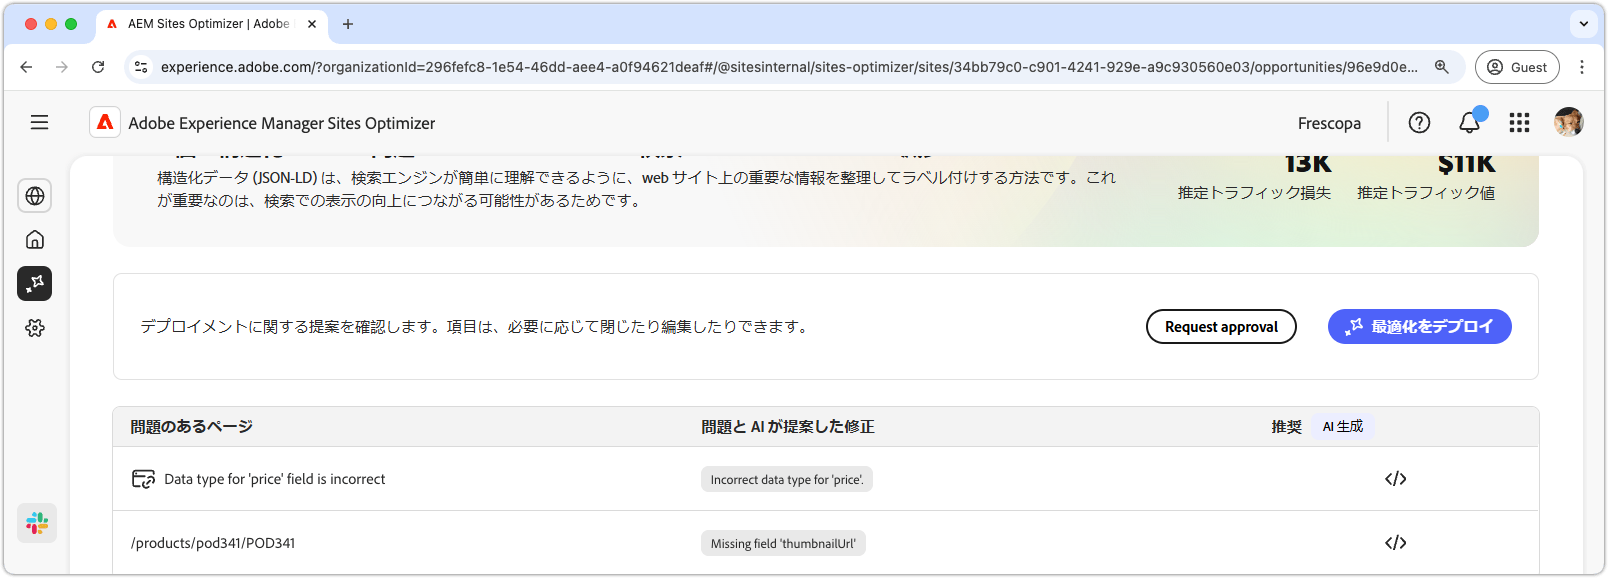 AEM Sites Optimizer | Adobe
experience.adobe.com/?organizationId=296fefc8-1e54-46dd-aee4-a0f94621deaf#/@sitesinternal/sites-optimizer/sites/34bb79c0-c901-4241-929e-a9c930560e03/opportunities/96e9d0e...
Guest
Adobe Experience Manager Sites Optimizer
Frescopa
13K
$11K
構造化データ (JSON-LD) は、検索エンジンが簡単に理解できるように、web サイト上の重要な情報を整理してラベル付けする方法です。これ
が重要なのは、検索での表示の向上につながる可能性があるためです。
推定トラフィック損失
推定トラフィック値
デプロイメントに関する提案を確認します。項目は、必要に応じて閉じたり編集したりできます。
Request approval
最適化をデプロイ
問題のあるページ
問題と AI が提案した修正
推奨
AI 生成
Data type for 'price' field is incorrect
Incorrect data type for 'price'.
/products/pod341/POD341
Missing field 'thumbnailUrl'